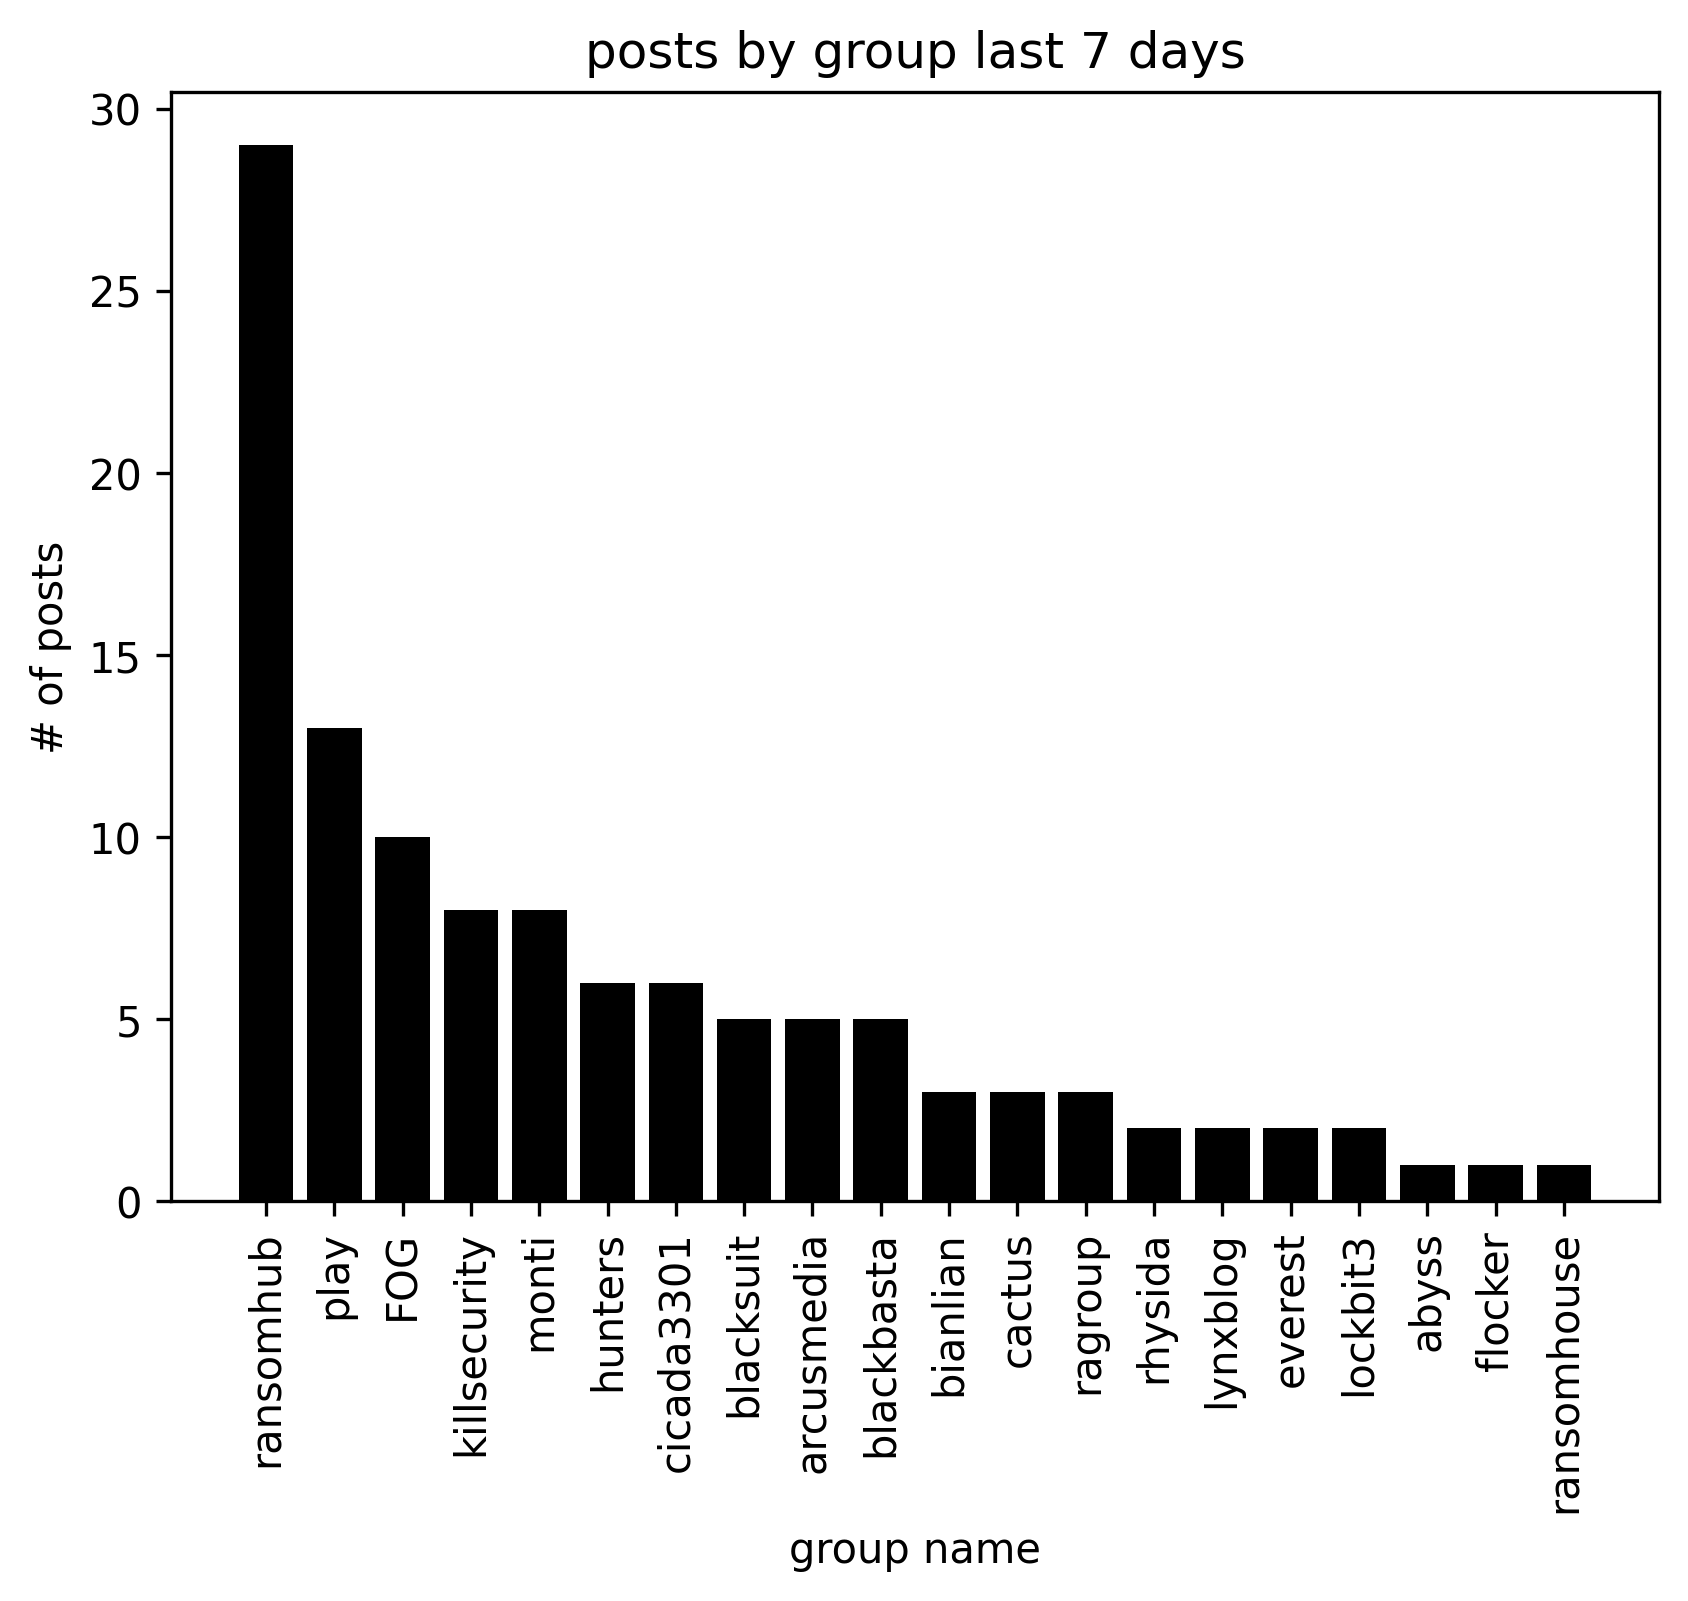 posts by group last 7 days
30
25
20
15
10
5
0
# of posts
ransomhub
play
FOG
killsecurity
monti
hunters
cicada3301
blacksuit
arcusmedia
blackbasta
bianlian
cactus
ragroup
rhysida
lynxblog
everest
lockbit3
abyss
flocker
ransomhouse
group name